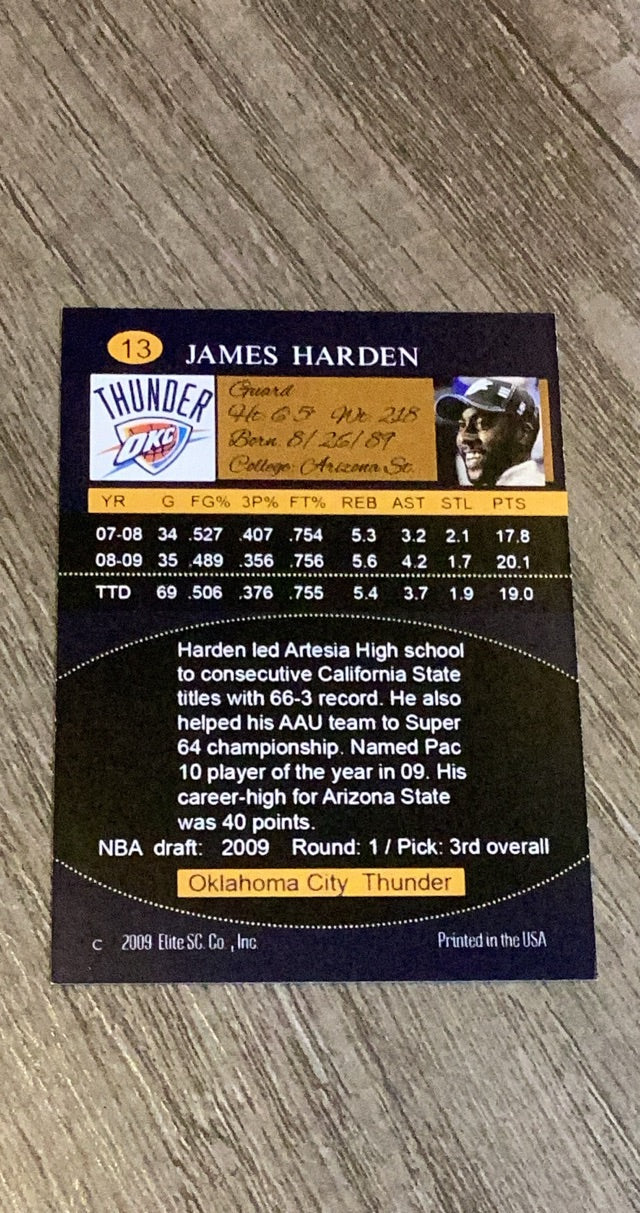 13 JAMES HARDEN
THUNDER
OKC
Guard
Ht: 6'5" Wt: 218
Born: 8/26/89
College: Arizona St.
YR G FG% 3P% FT% REB AST STL PTS
07-08 34 .527 .407 .754 5.3 3.2 2.1 17.8
08-09 35 .489 .356 .756 5.6 4.2 1.7 20.1
TTD 69 .506 .376 .755 5.4 3.7 1.9 19.0
Harden led Artesia High school
to consecutive California State
titles with 66-3 record. He also
helped his AAU team to Super
64 championship. Named Pac
10 player of the year in 09. His
career-high for Arizona State
was 40 points.
NBA draft: 2009 Round: 1 / Pick: 3rd overall
Oklahoma City Thunder
c 2009 Elite SC. Co., Inc. Printed in the USA